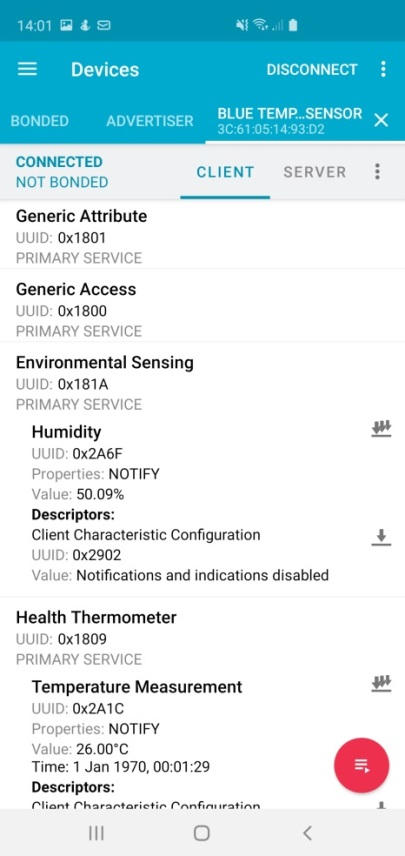 14:01
Devices
DISCONNECT
BONDED
ADVERTISER
BLUE TEMP...SENSOR
3C:61:05:14:93:D2
CONNECTED
NOT BONDED
CLIENT
SERVER
Generic Attribute
UUID: 0x1801
PRIMARY SERVICE
Generic Access
UUID: 0x1800
PRIMARY SERVICE
Environmental Sensing
UUID: 0x181A
PRIMARY SERVICE
Humidity
UUID: 0x2A6F
Properties: NOTIFY
Value: 50.09%
Descriptors:
Client Characteristic Configuration
UUID: 0x2902
Value: Notifications and indications disabled
Health Thermometer
UUID: 0x1809
PRIMARY SERVICE
Temperature Measurement
UUID: 0x2A1C
Properties: NOTIFY
Value: 26.00°C
Time: 1 Jan 1970, 00:01:29
Descriptors:
Client Characteristic Configuration